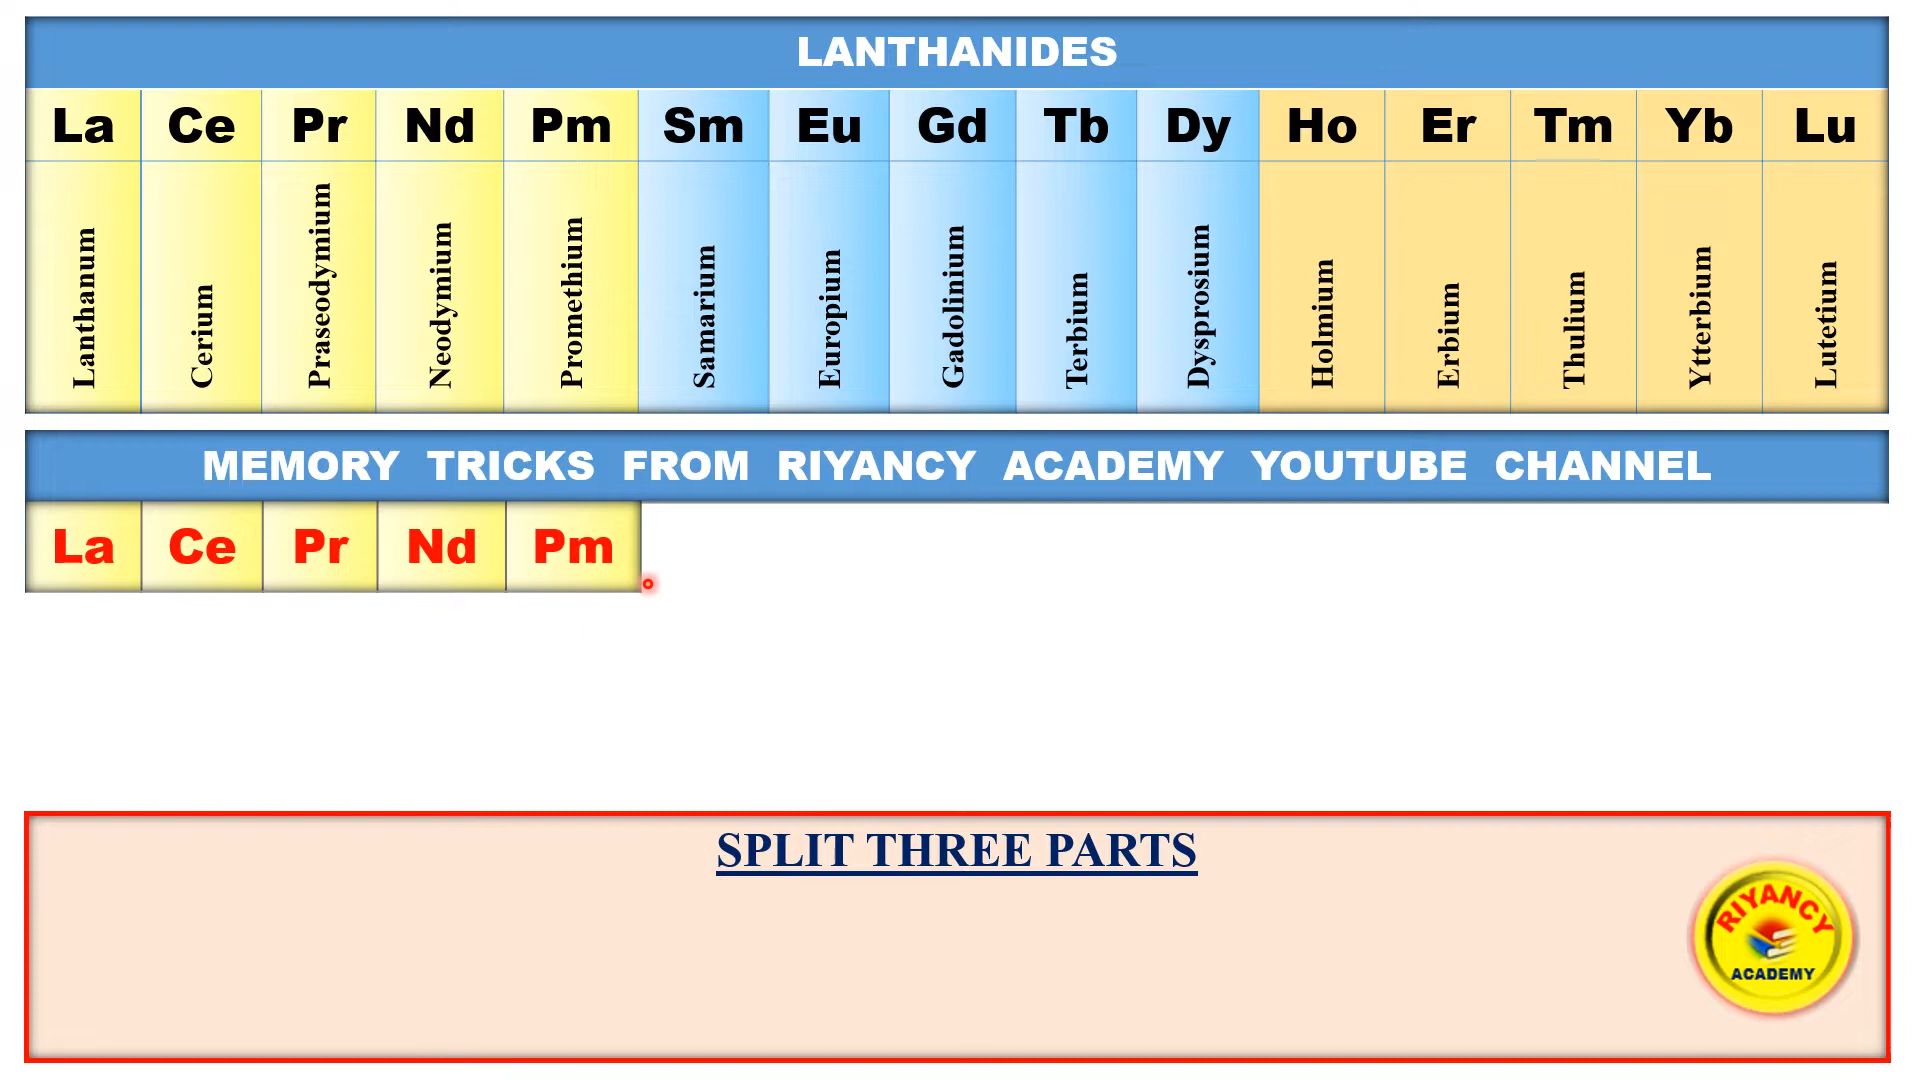 LANTHANIDES
La Ce Pr Nd Pm Sm Eu Gd Tb Dy Ho Er Tm Yb Lu
Lanthanum Cerium Praseodymium Neodymium Promethium Samarium Europium Gadolinium Terbium Dysprosium Holmium Erbium Thulium Ytterbium Lutetium
MEMORY TRICKS FROM RIYANCY ACADEMY YOUTUBE CHANNEL
La Ce Pr Nd Pm
SPLIT THREE PARTS
RIYANCY
ACADEMY